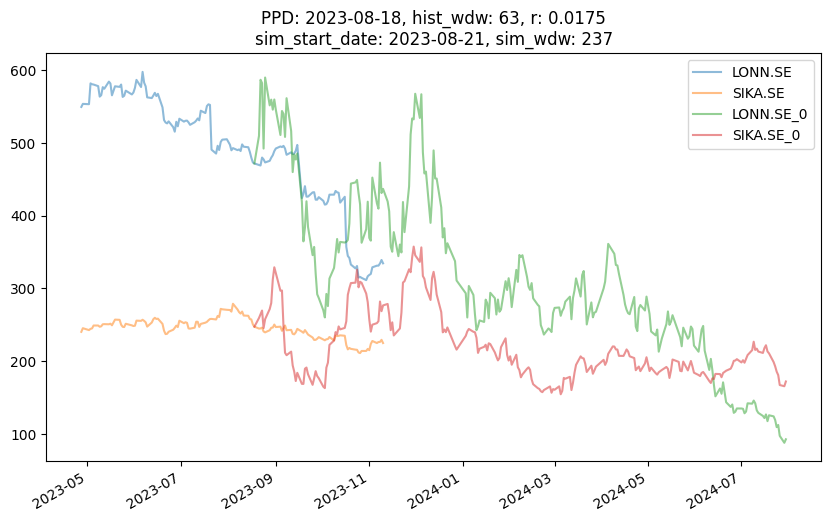 PPD: 2023-08-18, hist_wdw: 63, r: 0.0175
sim_start_date: 2023-08-21, sim_wdw: 237
LONN.SE
SIKA.SE
LONN.SE_0
SIKA.SE_0
600
500
400
300
200
100
2023-05
2023-07
2023-09
2023-11
2024-01
2024-03
2024-05
2024-07